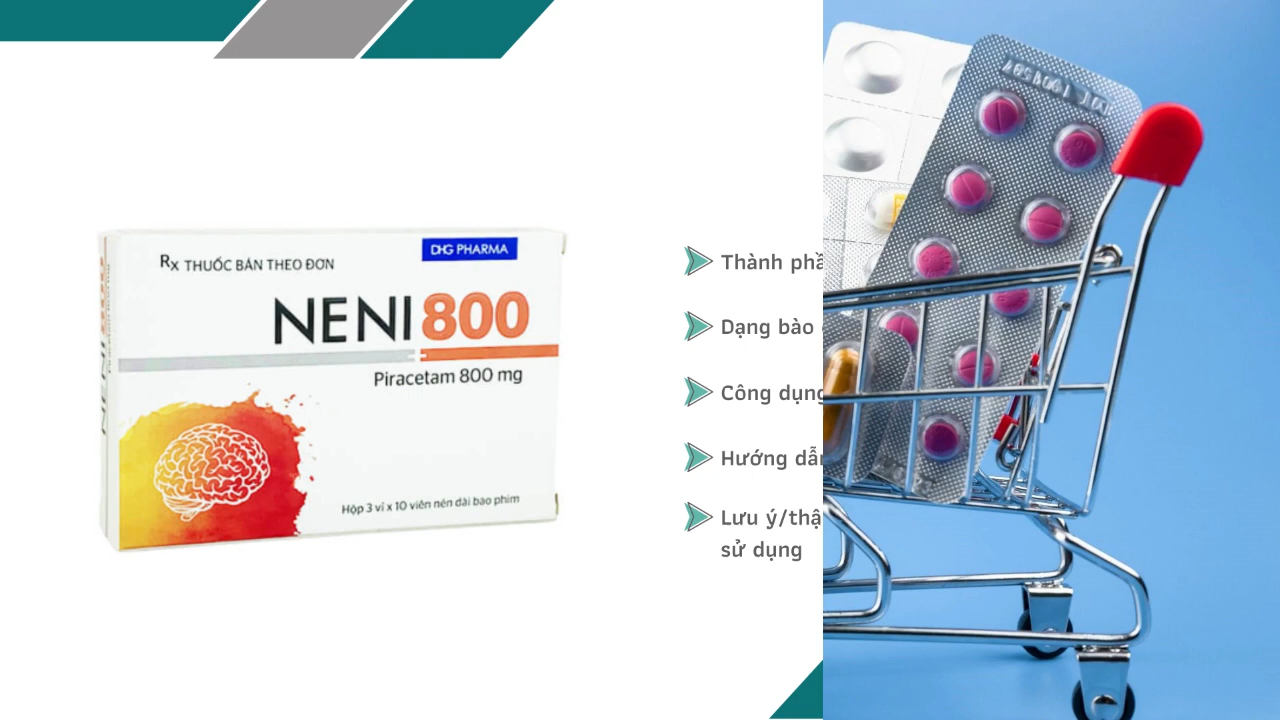 Rx THUỐC BÁN THEO ĐƠN
DHG PHARMA
NENI 800
Piracetam 800 mg
Hộp 3 vỉ x 10 viên nén dài bao phim
Thành phầ
Dạng bào
Công dụng
Hướng dẫn
Lưu ý/thậ
sử dụng